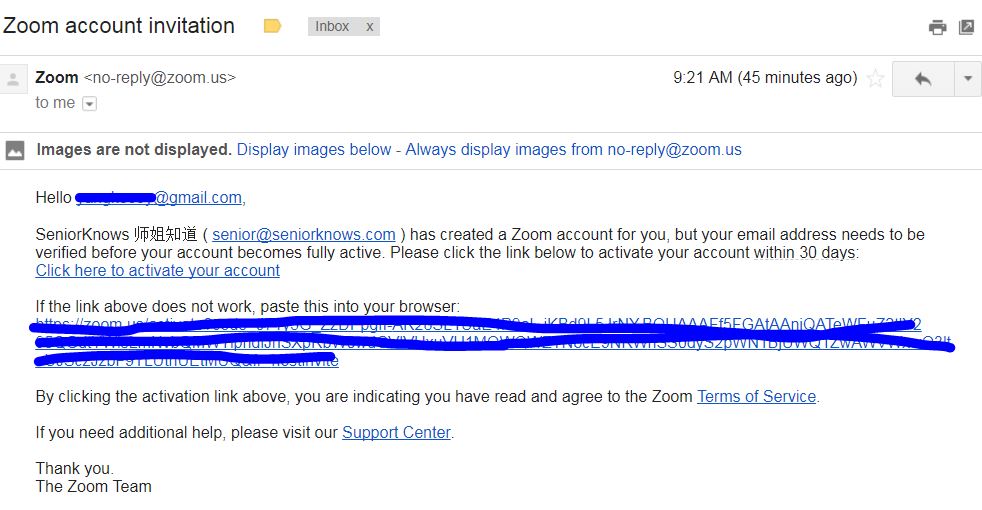 Zoom account invitation
Inbox x
Zoom <no-reply@zoom.us>
9:21 AM (45 minutes ago)
to me
Images are not displayed. Display images below - Always display images from no-reply@zoom.us
Hello @gmail.com,
SeniorKnows 师姐知道 ( senior@seniorknows.com ) has created a Zoom account for you, but your email address needs to be
verified before your account becomes fully active. Please click the link below to activate your account within 30 days:
Click here to activate your account
If the link above does not work, paste this into your browser:
By clicking the activation link above, you are indicating you have read and agree to the Zoom Terms of Service.
If you need additional help, please visit our Support Center.
Thank you.
The Zoom Team